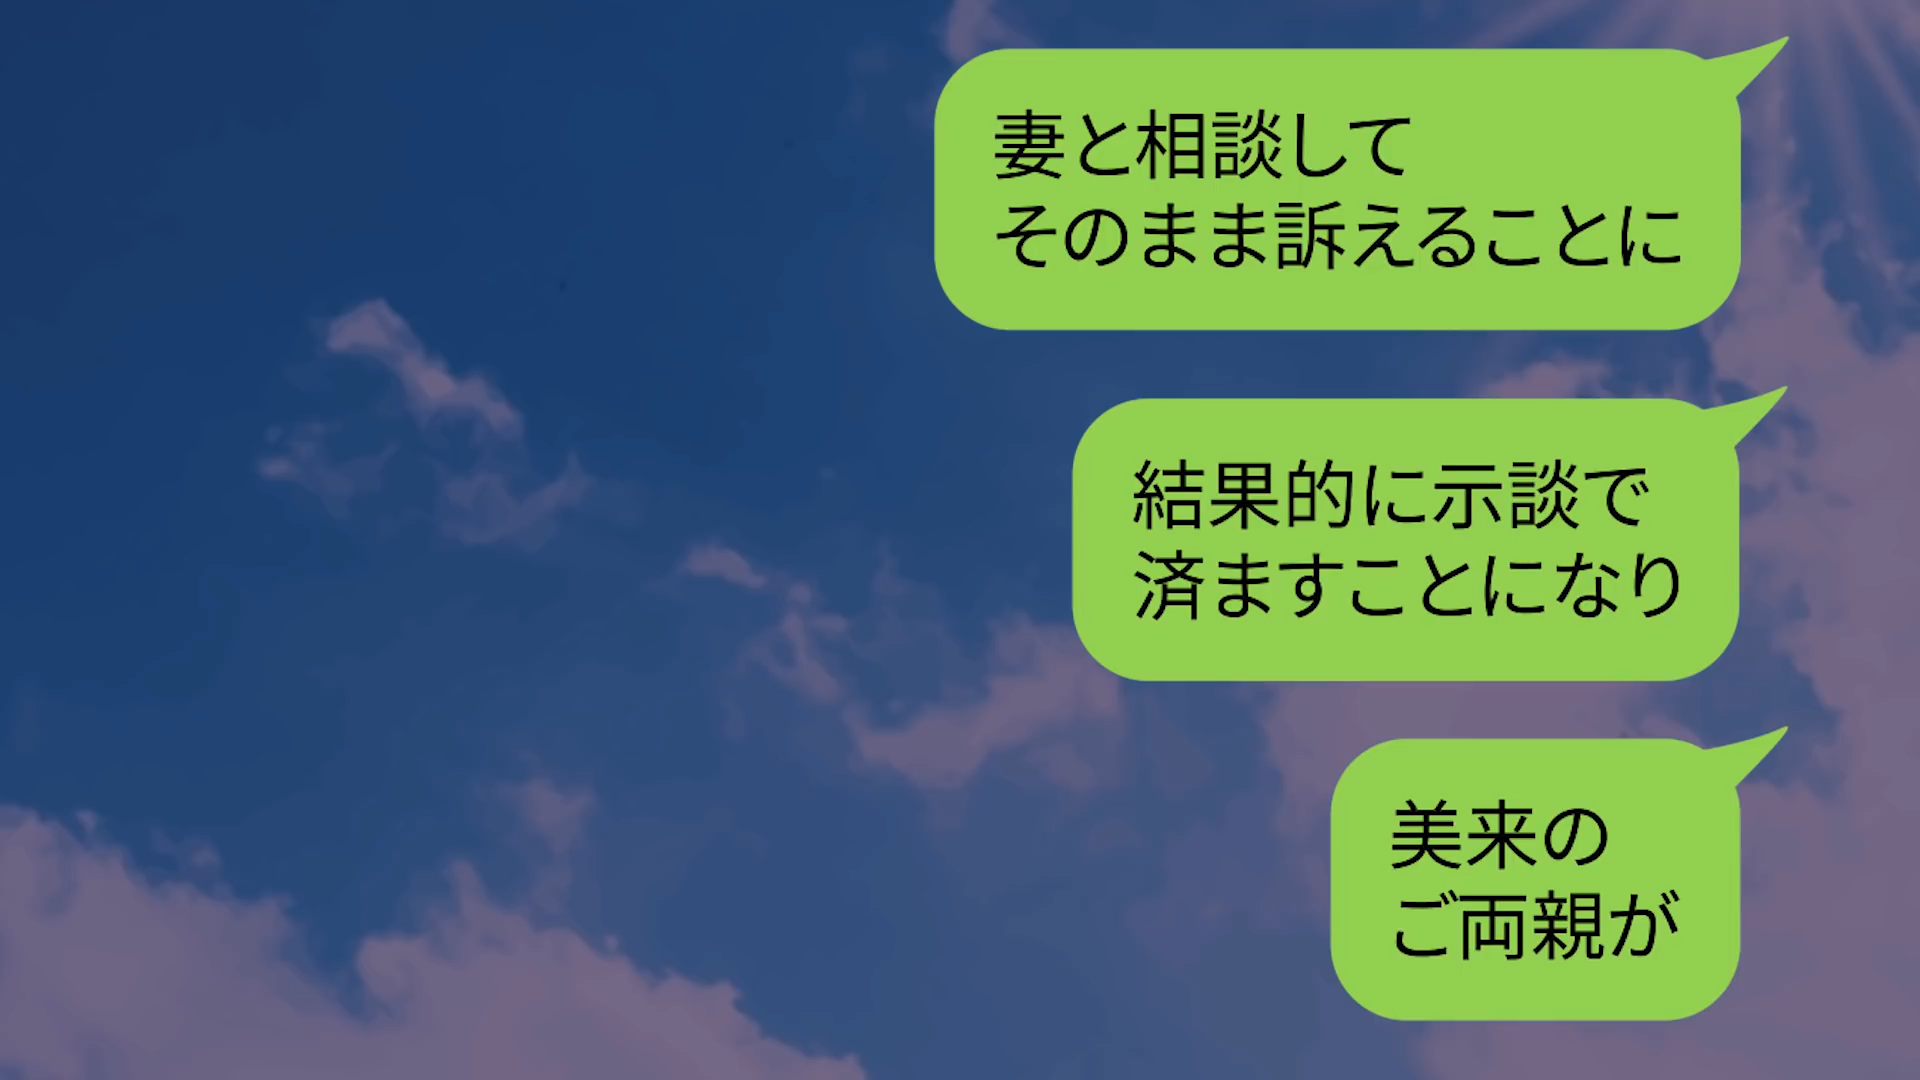 妻と相談して
そのまま訴えることに
結果的に示談で
済ますことになり
美来の
ご両親が